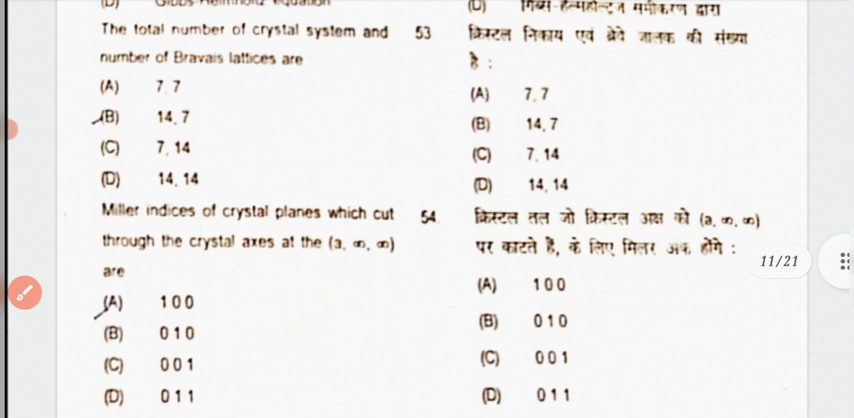 (D) Gibbs-Helmholtz equation
The total number of crystal system and
number of Bravais lattices are
(A) 7, 7
(B) 14, 7
(C) 7, 14
(D) 14, 14
Miller indices of crystal planes which cut
through the crystal axes at the (a, ∞, ∞)
are
(A) 1 0 0
(B) 0 1 0
(C) 0 0 1
(D) 0 1 1
(D) गिब्स-हेल्महोल्ट्ज समीकरण द्वारा
53 क्रिस्टल निकाय एवं ब्रेवे जालक की संख्या
है :
(A) 7, 7
(B) 14, 7
(C) 7, 14
(D) 14, 14
54 क्रिस्टल तल जो क्रिस्टल अक्ष को (a, ∞, ∞)
पर काटते है, के लिए मिलर अंक होंगे :
(A) 1 0 0
(B) 0 1 0
(C) 0 0 1
(D) 0 1 1
11/21